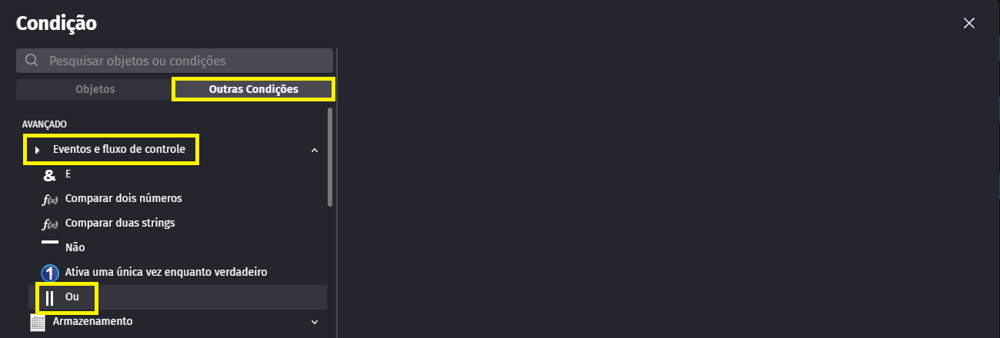 Condição
Pesquisar objetos ou condições
Objetos
Outras Condições
AVANÇADO
Eventos e fluxo de controle
& E
f(x) Comparar dois números
f(x) Comparar duas strings
Não
1 Ativa uma única vez enquanto verdadeiro
Ou
Armazenamento